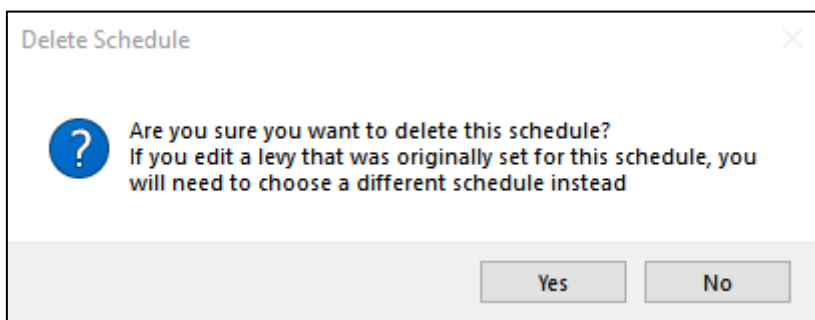 Delete Schedule
Are you sure you want to delete this schedule?
If you edit a levy that was originally set for this schedule, you
will need to choose a different schedule instead
Yes
No